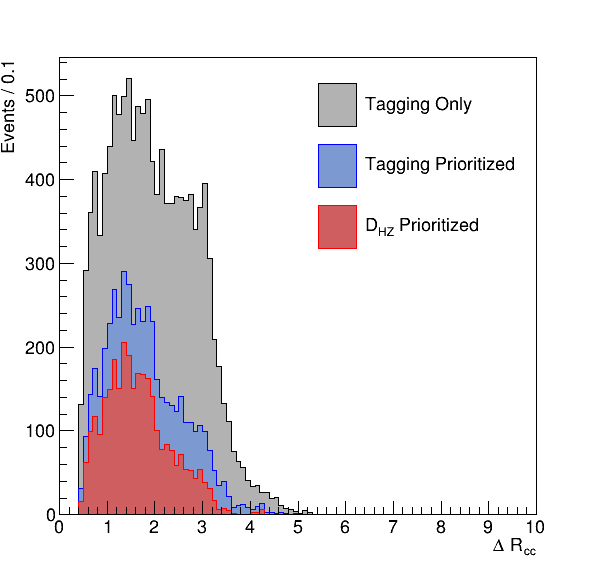 Events / 0.1
500
400
300
200
100
0
Tagging Only
Tagging Prioritized
D_HZ Prioritized
0 1 2 3 4 5 6 7 8 9 10
Δ R_cc